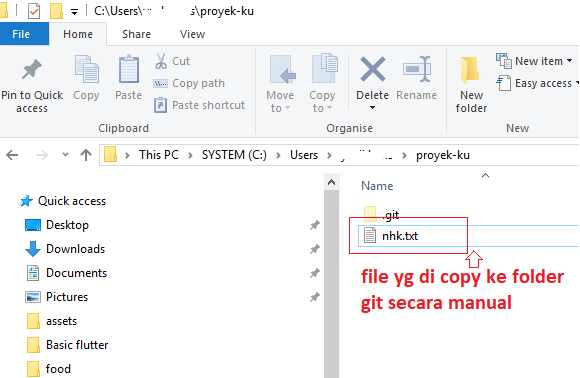 C:\Users\ s\proyek-ku
File Home Share View
Pin to Quick access
Copy
Paste
Cut
Copy path
Paste shortcut
Clipboard
Move to
Copy to
Delete
Rename
Organise
New folder
New item
Easy access
New
This PC SYSTEM (C:) Users proyek-ku
Quick access
Desktop
Downloads
Documents
Pictures
assets
Basic flutter
food
Name
.git
nhk.txt
file yg di copy ke folder
git secara manual